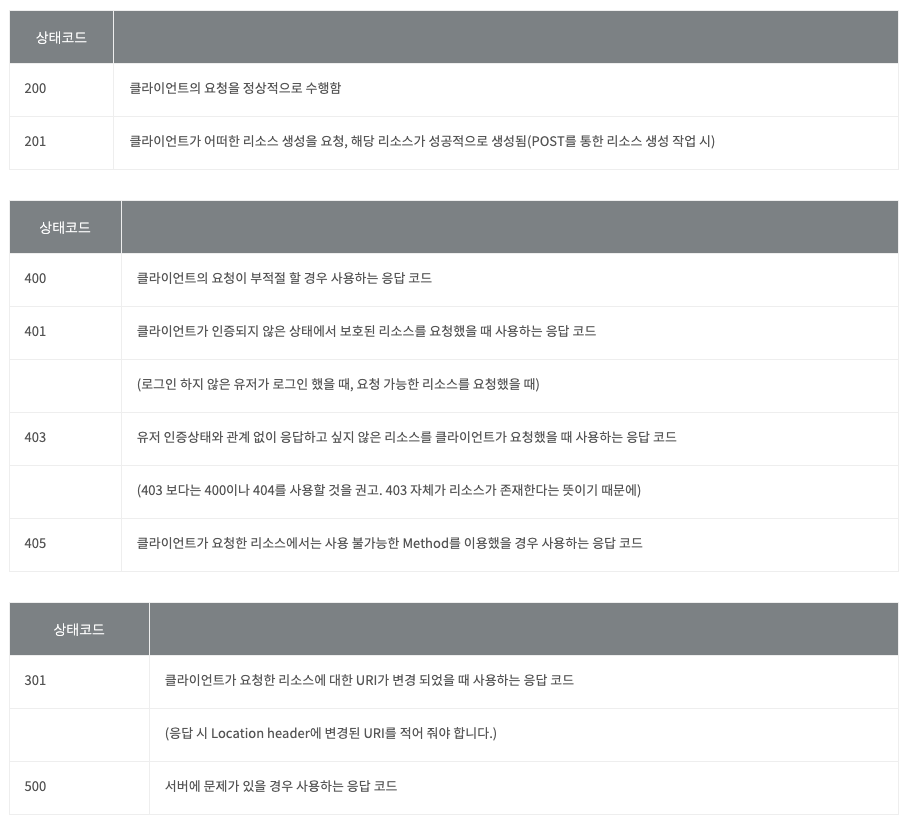 상태코드
200 클라이언트의 요청을 정상적으로 수행함
201 클라이언트가 어떠한 리소스 생성을 요청, 해당 리소스가 성공적으로 생성됨(POST를 통한 리소스 생성 작업 시)
상태코드
400 클라이언트의 요청이 부적절 할 경우 사용하는 응답 코드
401 클라이언트가 인증되지 않은 상태에서 보호된 리소스를 요청했을 때 사용하는 응답 코드
(로그인 하지 않은 유저가 로그인 했을 때, 요청 가능한 리소스를 요청했을 때)
403 유저 인증상태와 관계 없이 응답하고 싶지 않은 리소스를 클라이언트가 요청했을 때 사용하는 응답 코드
(403 보다는 400이나 404를 사용할 것을 권고. 403 자체가 리소스가 존재한다는 뜻이기 때문에)
405 클라이언트가 요청한 리소스에서는 사용 불가능한 Method를 이용했을 경우 사용하는 응답 코드
상태코드
301 클라이언트가 요청한 리소스에 대한 URI가 변경 되었을 때 사용하는 응답 코드
(응답 시 Location header에 변경된 URI를 적어 줘야 합니다.)
500 서버에 문제가 있을 경우 사용하는 응답 코드